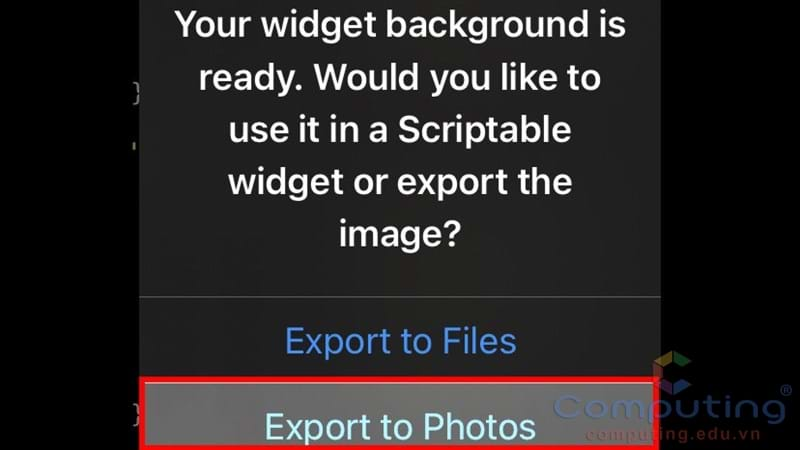 Your widget background is
ready. Would you like to
use it in a Scriptable
widget or export the
image?
}
Export to Files
}
Export to Photos
Computing®
computing.edu.vn